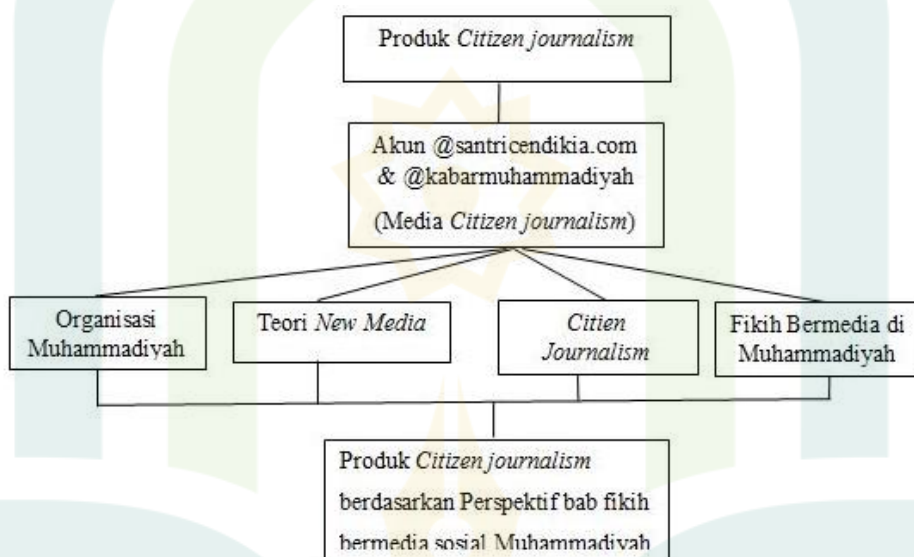 Produk Citizen journalism
Akun @santricendikia.com
& @kabarmuhammadiyah
(Media Citizen journalism)
Organisasi
Muhammadiyah
Teori New Media
Citien
Journalism
Fikih Bermedia di
Muhammadiyah
Produk Citizen journalism
berdasarkan Perspektif bab fikih
bermedia sosial Muhammadiyah